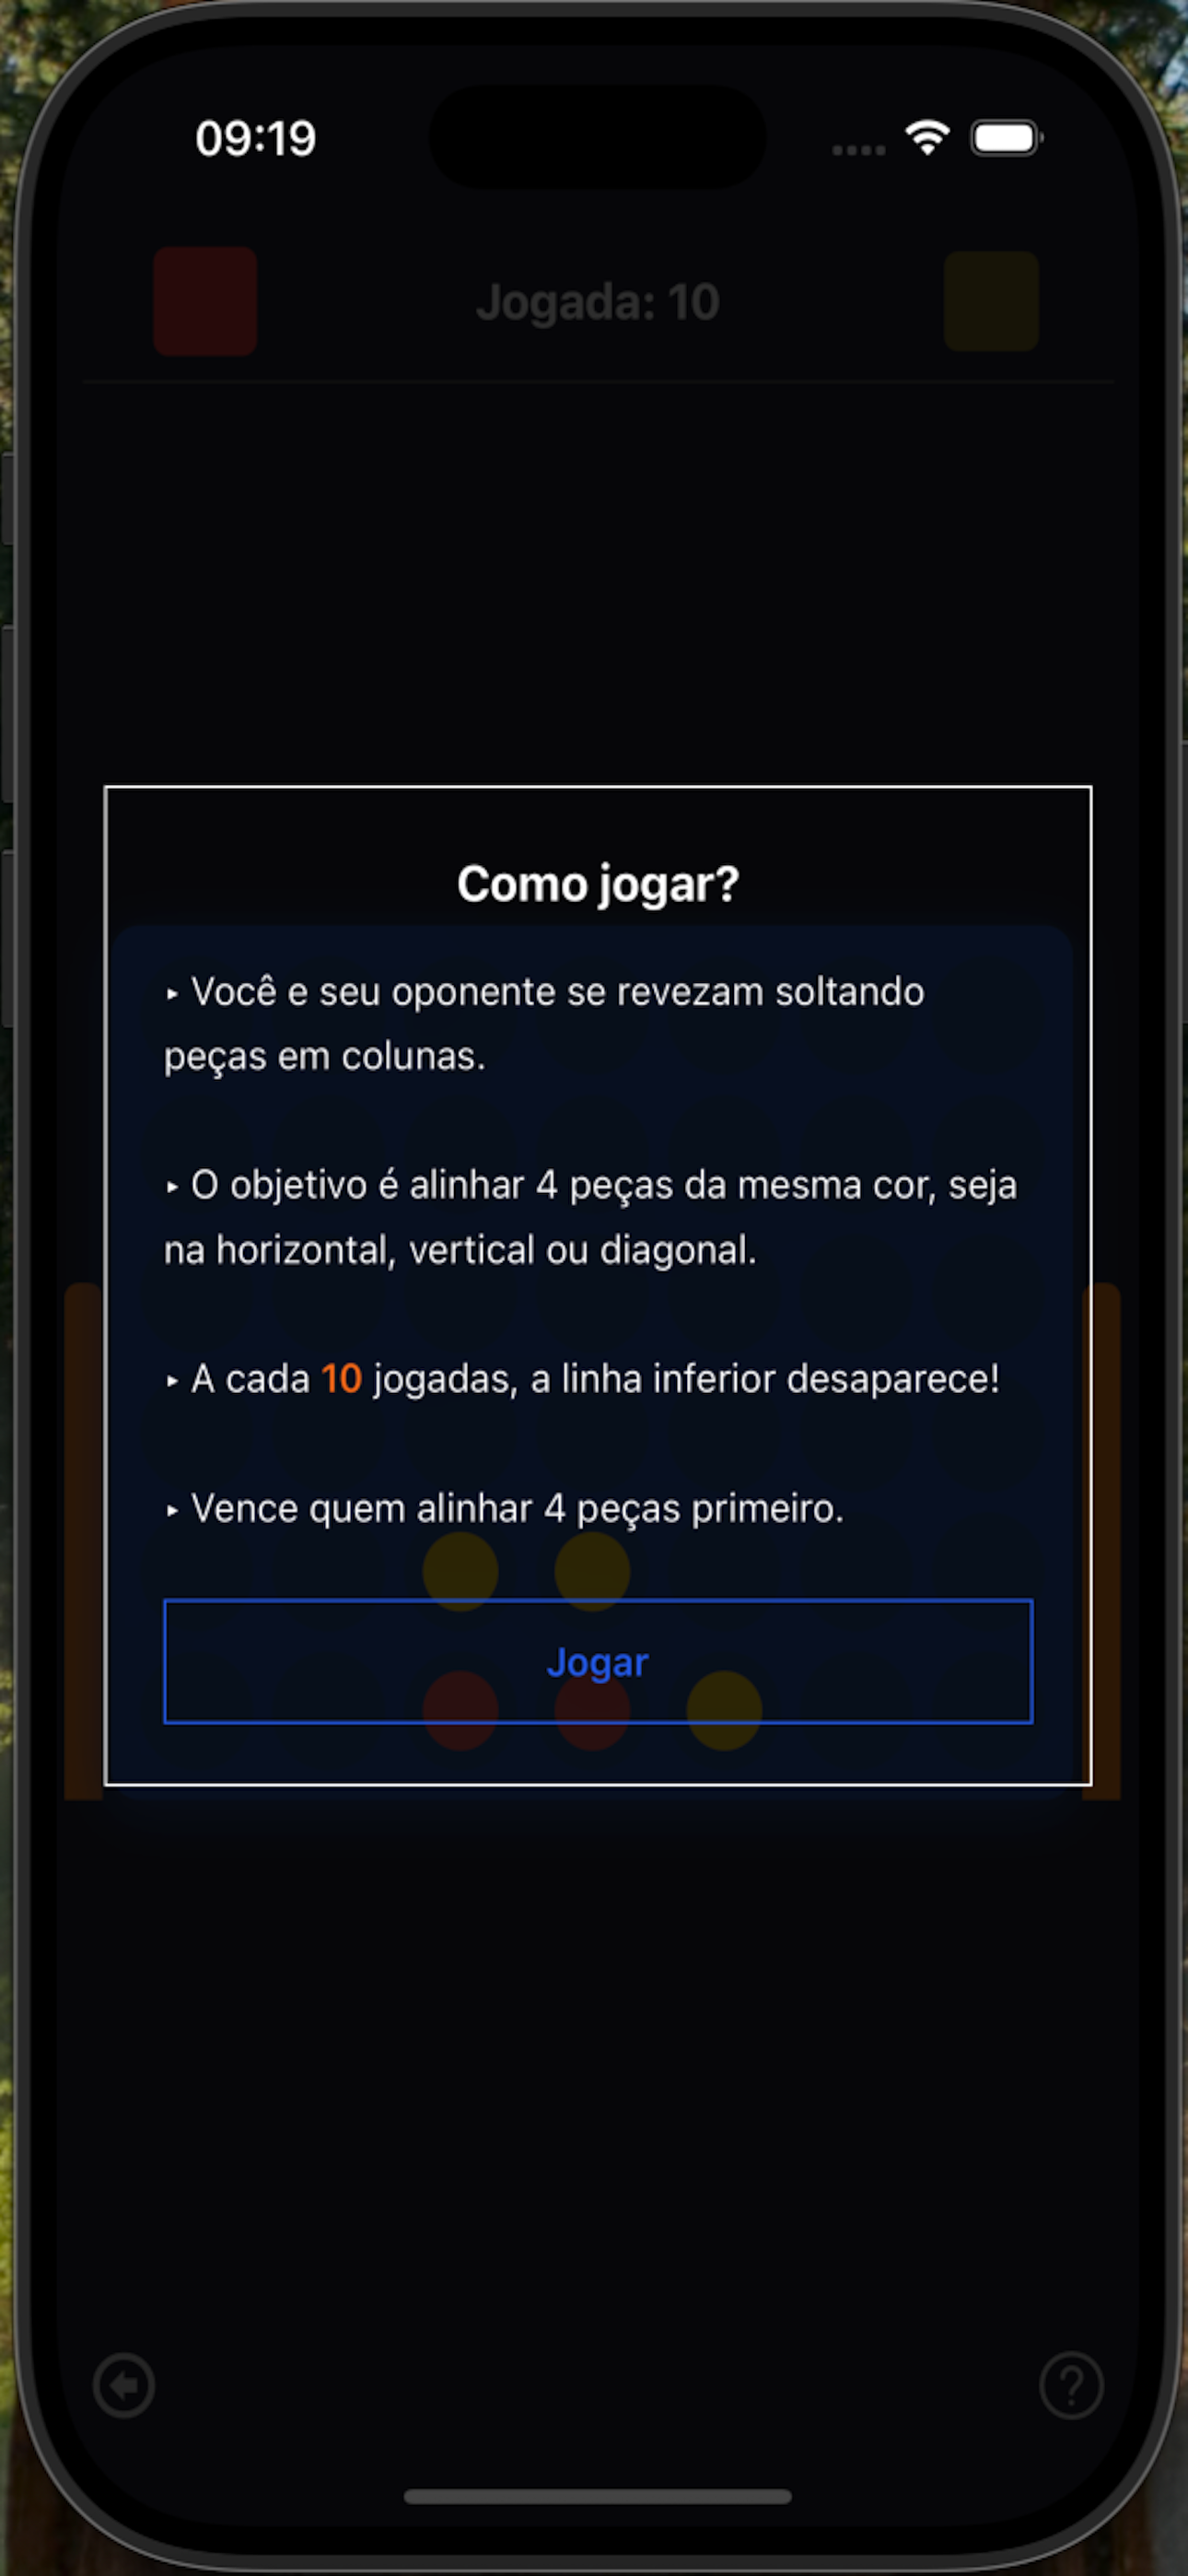 09:19
Jogada: 10
Como jogar?
‣ Você e seu oponente se revezam soltando
peças em colunas.
‣ O objetivo é alinhar 4 peças da mesma cor, seja
na horizontal, vertical ou diagonal.
‣ A cada 10 jogadas, a linha inferior desaparece!
‣ Vence quem alinhar 4 peças primeiro.
Jogar
?